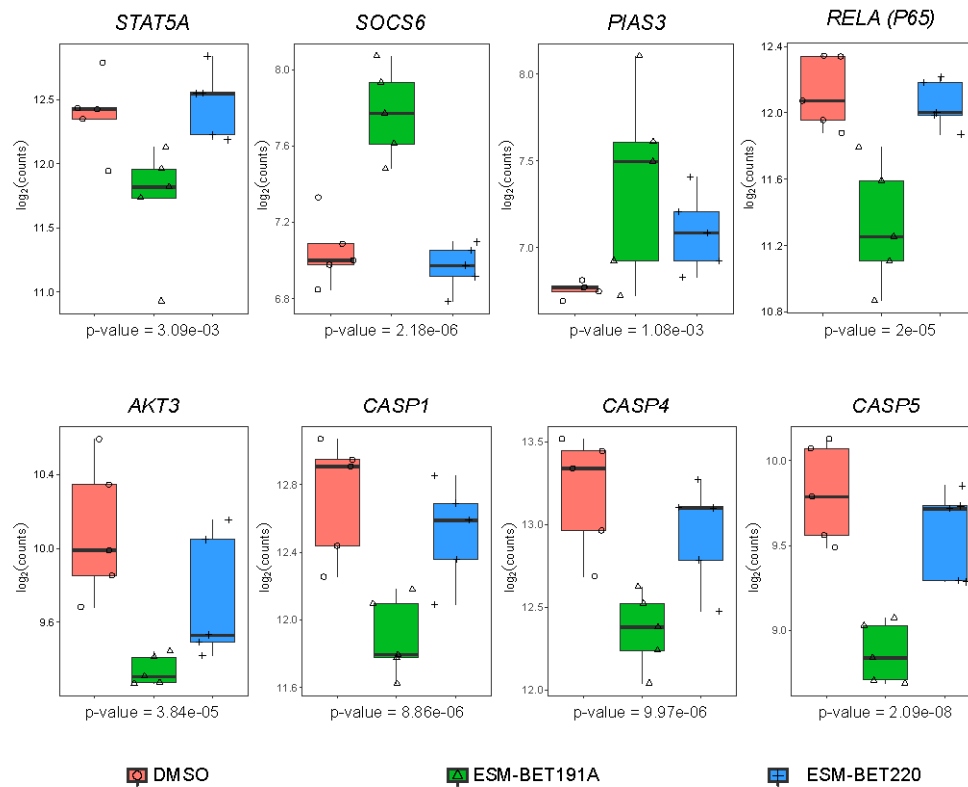 STAT5A
SOCS6
PIAS3
RELA (P65)
log2(counts)
12.5
12.0
11.5
11.0
log2(counts)
8.0
7.6
7.2
6.8
log2(counts)
8.0
7.5
7.0
log2(counts)
12.4
12.0
11.6
11.2
10.8
p-value = 3.09e-03
p-value = 2.18e-06
p-value = 1.08e-03
p-value = 2e-05
AKT3
CASP1
CASP4
CASP5
log2(counts)
10.4
10.0
9.6
log2(counts)
12.8
12.4
12.0
11.6
log2(counts)
13.5
13.0
12.5
12.0
log2(counts)
10.0
9.5
9.0
p-value = 3.84e-05
p-value = 8.86e-06
p-value = 9.97e-06
p-value = 2.09e-08
DMSO
ESM-BET191A
ESM-BET220